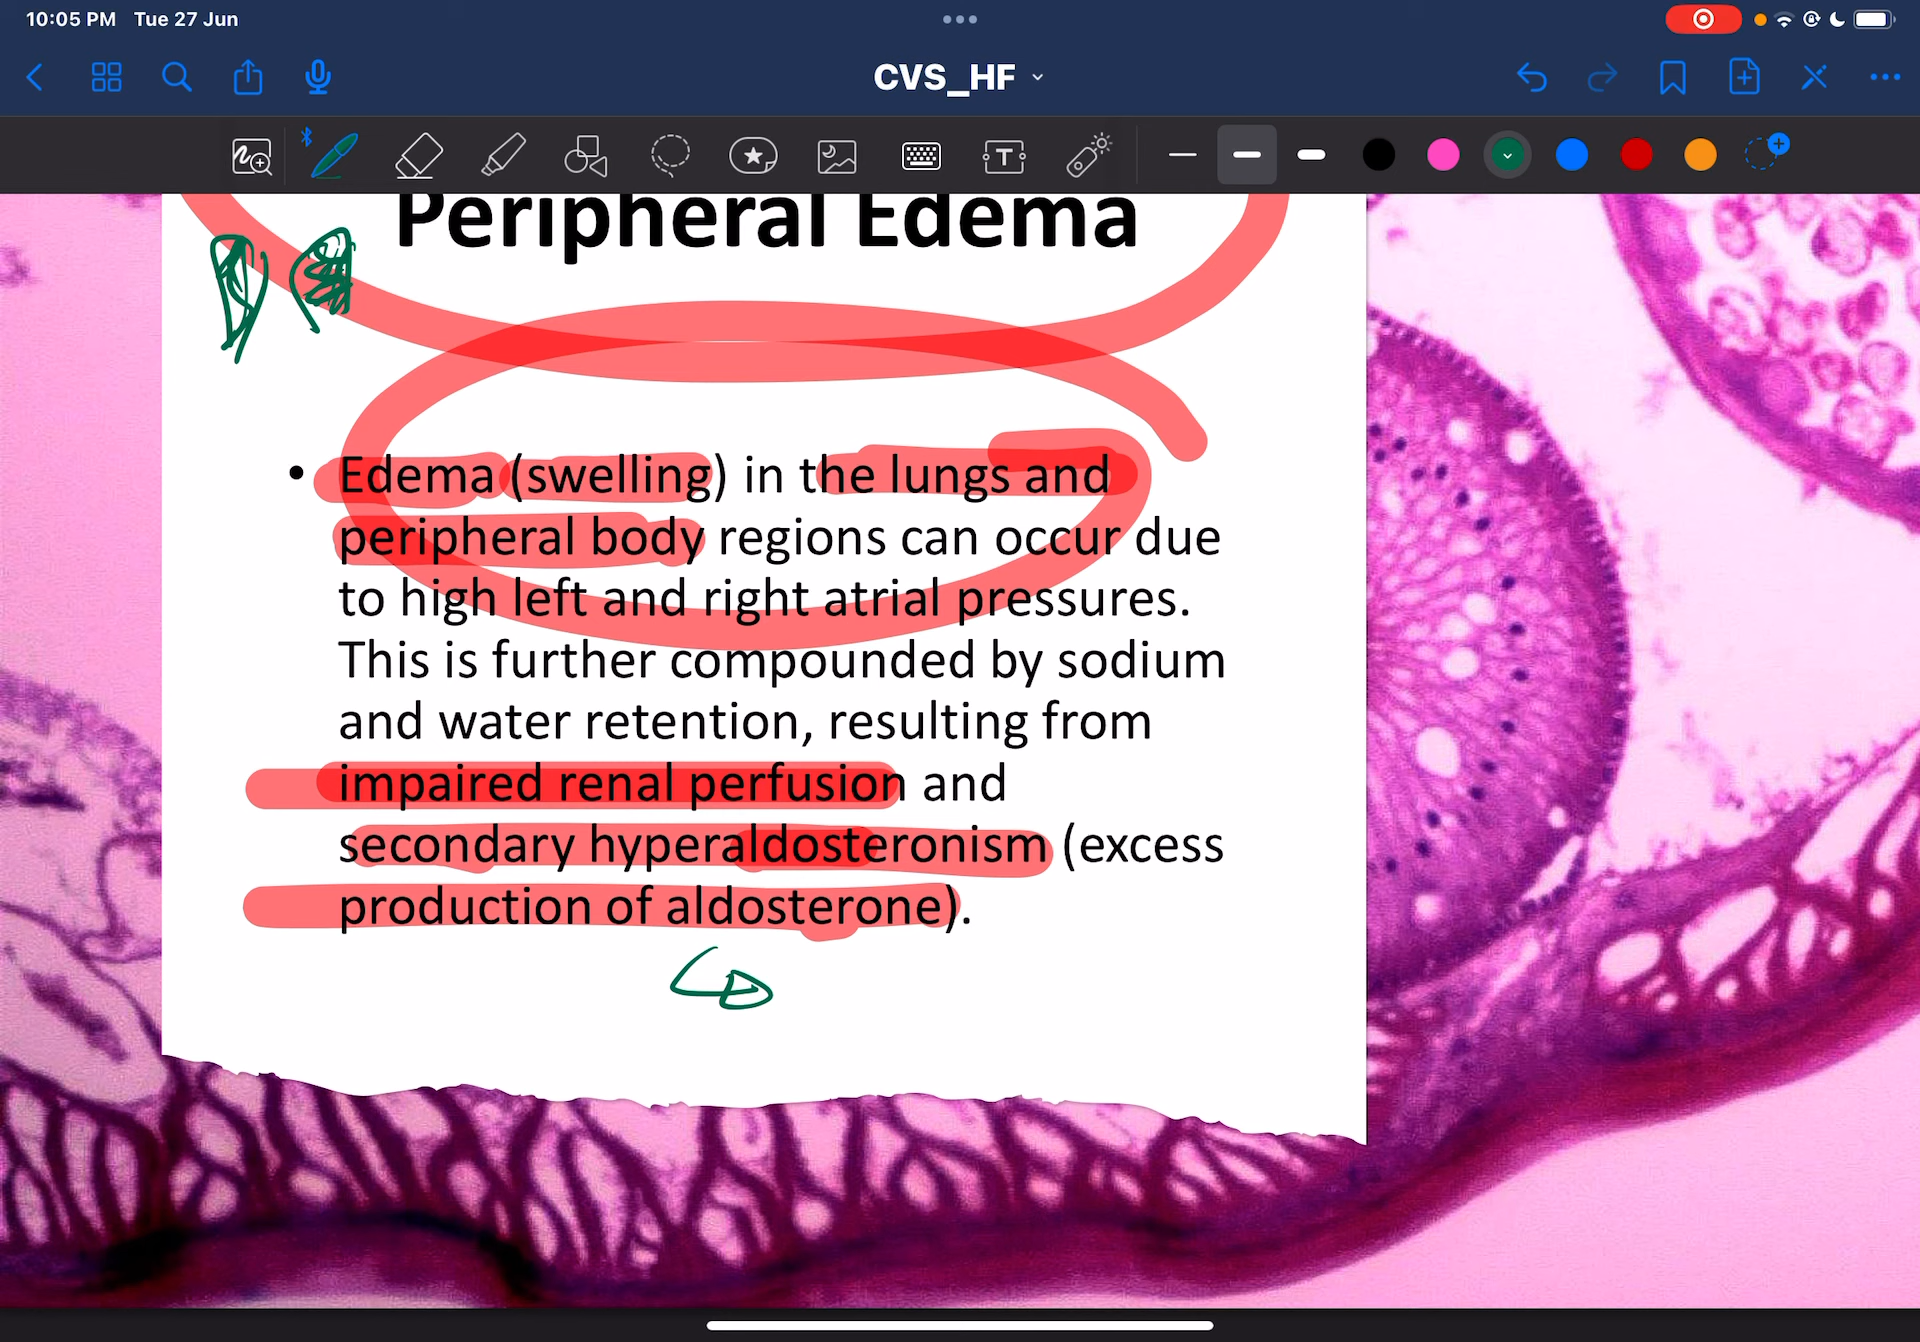 10:05 PM Tue 27 Jun
CVS_HF
T
Peripheral Edema
• Edema (swelling) in the lungs and
peripheral body regions can occur due
to high left and right atrial pressures.
This is further compounded by sodium
and water retention, resulting from
impaired renal perfusion and
secondary hyperaldosteronism (excess
production of aldosterone).